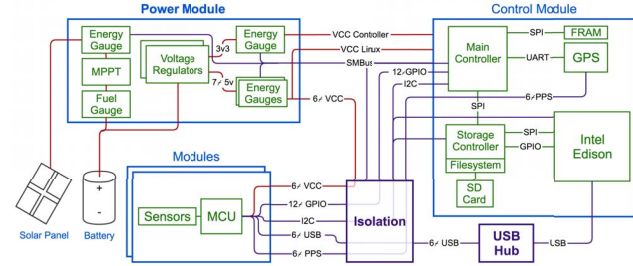 Power Module
Control Module
Energy
Gauge
MPPT
Fuel
Gauge
Voltage
Regulators
3v3
7⁄ 5v
Energy
Gauge
Energy
Gauges
VCC Controller
VCC Linux
SMBus
12⁄GPIO
I2C
6⁄PPS
6⁄ VCC
Main
Controller
SPI
FRAM
UART
GPS
SPI
Storage
Controller
Filesystem
SD
Card
SPI
GPIO
Intel
Edison
Solar Panel
+
-
Battery
Modules
Sensors
MCU
6⁄ VCC
12⁄ GPIO
I2C
6⁄ USB
6⁄ PPS
Isolation
6⁄ USB
USB
Hub
USB